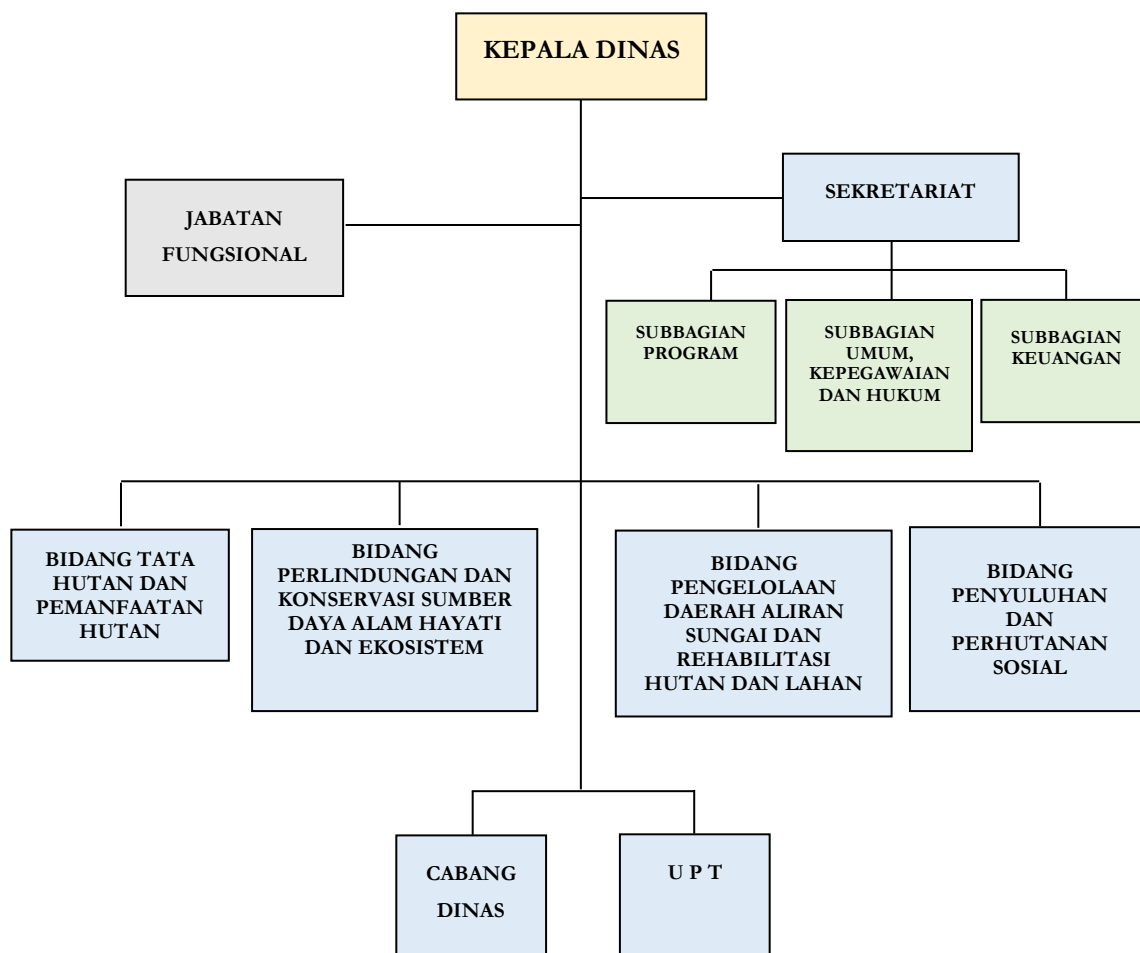 KEPALA DINAS
JABATAN
FUNGSIONAL
SEKRETARIAT
SUBBAGIAN
PROGRAM
SUBBAGIAN
UMUM,
KEPEGAWAIAN
DAN HUKUM
SUBBAGIAN
KEUANGAN
BIDANG TATA
HUTAN DAN
PEMANFAATAN
HUTAN
BIDANG
PERLINDUNGAN DAN
KONSERVASI SUMBER
DAYA ALAM HAYATI
DAN EKOSISTEM
BIDANG
PENGELOLAAN
DAERAH ALIRAN
SUNGAI DAN
REHABILITASI
HUTAN DAN LAHAN
BIDANG
PENYULUHAN
DAN
PERHUTANAN
SOSIAL
CABANG
DINAS
U P T